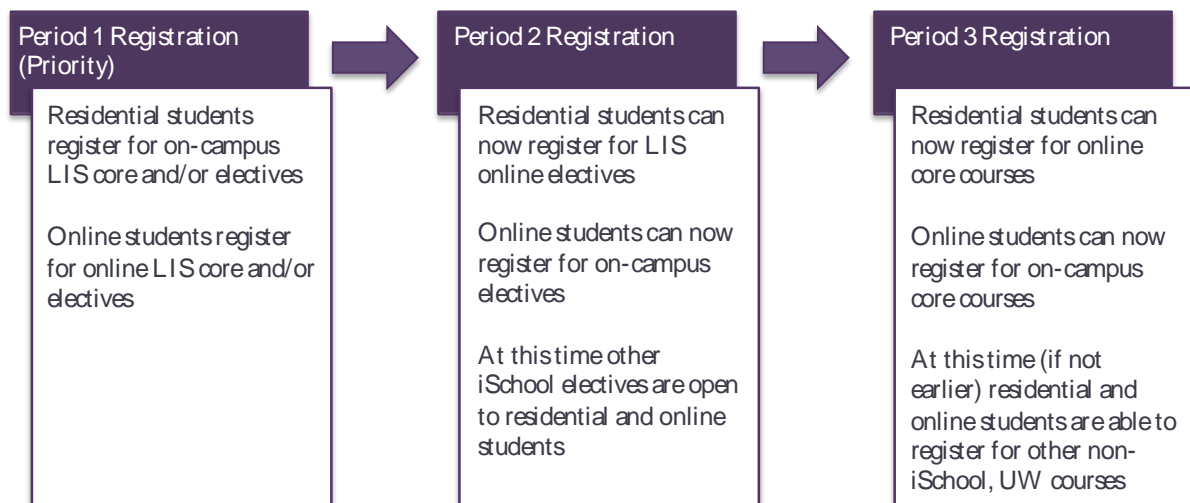 Period 1 Registration
(Priority)
Residential students
register for on-campus
LIS core and/or electives
Online students register
for online LIS core and/or
electives
Period 2 Registration
Residential students can
now register for LIS
online electives
Online students can now
register for on-campus
electives
At this time other
iSchool electives are open
to residential and online
students
Period 3 Registration
Residential students can
now register for online
core courses
Online students can now
register for on-campus
core courses
At this time (if not
earlier) residential and
online students are able to
register for other non-
iSchool, UW courses